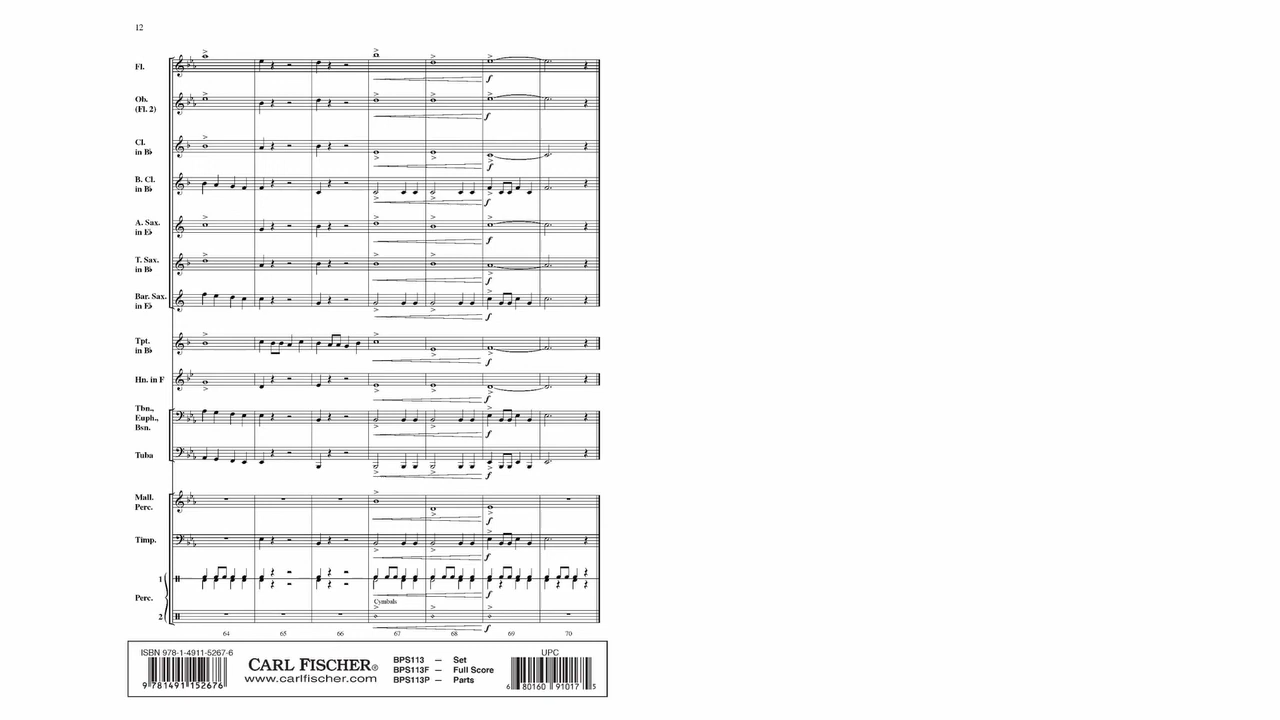 12
Fl.
Ob.
(Fl. 2)
Cl.
in B♭
B. Cl.
in B♭
A. Sax.
in E♭
T. Sax.
in B♭
Bar. Sax.
in E♭
Tpt.
in B♭
Hn. in F
Tbn.,
Euph.,
Bsn.
Tuba
Mall.
Perc.
Timp.
1
Perc.
Cymbals
2
64 65 66 67 68 69 70
ISBN 978-1-4911-5267-6
9 781491 152676
CARL FISCHER®
www.carlfischer.com
BPS113 — Set
BPS113F — Full Score
BPS113P — Parts
UPC
6 80160 91017 5